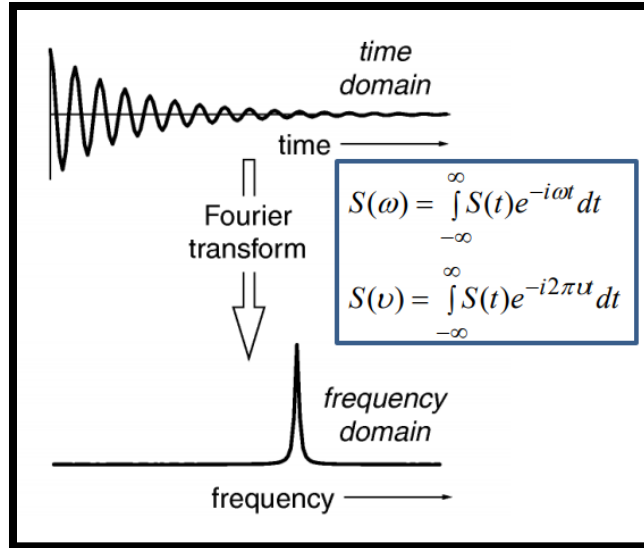 time
domain
time
Fourier
transform
S(ω) = ∫_{-∞}^{∞} S(t)e^{-iωt} dt
S(υ) = ∫_{-∞}^{∞} S(t)e^{-i2πυt} dt
frequency
domain
frequency